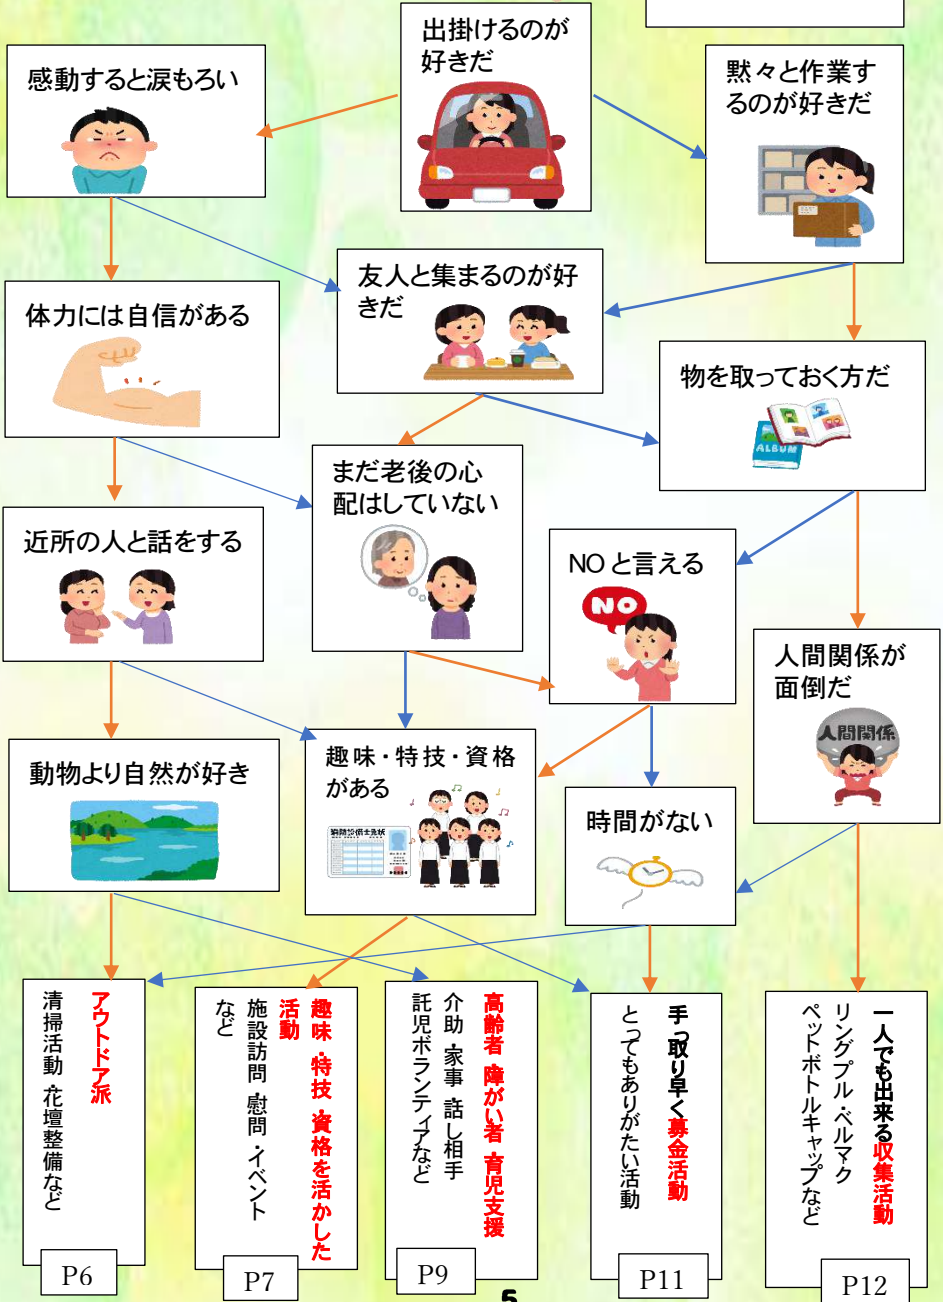 出掛けるのが
好きだ
感動すると涙もろい
黙々と作業す
るのが好きだ
友人と集まるのが好
きだ
体力には自信がある
物を取っておく方だ
ALBUM
まだ老後の心
配はしていない
近所の人と話をする
NOと言える
NO
人間関係が
面倒だ
人間関係
動物より自然が好き
趣味・特技・資格
がある
時間がない
アウトドア派
清掃活動・花壇整備など
P6
趣味・特技・資格を活かした
活動
施設訪問・慰問・イベント
など
P7
高齢者・障がい者・育児支援
介助・家事・話し相手
託児ボランティアなど
P9
手っ取り早く募金活動
とってもありがたい活動
P11
一人でも出来る収集活動
リングプル・ベルマーク
ペットボトルキャップなど
P12
5